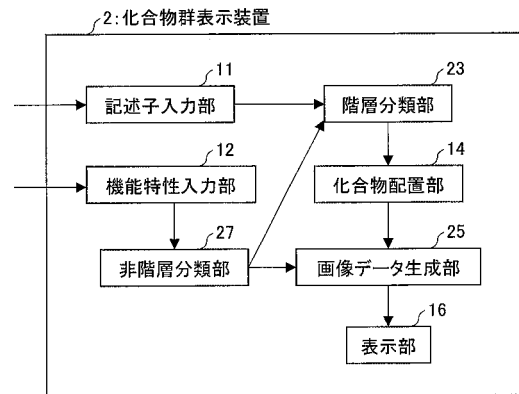 2:化合物群表示装置
11
記述子入力部
23
階層分類部
12
機能特性入力部
14
化合物配置部
27
非階層分類部
25
画像データ生成部
16
表示部